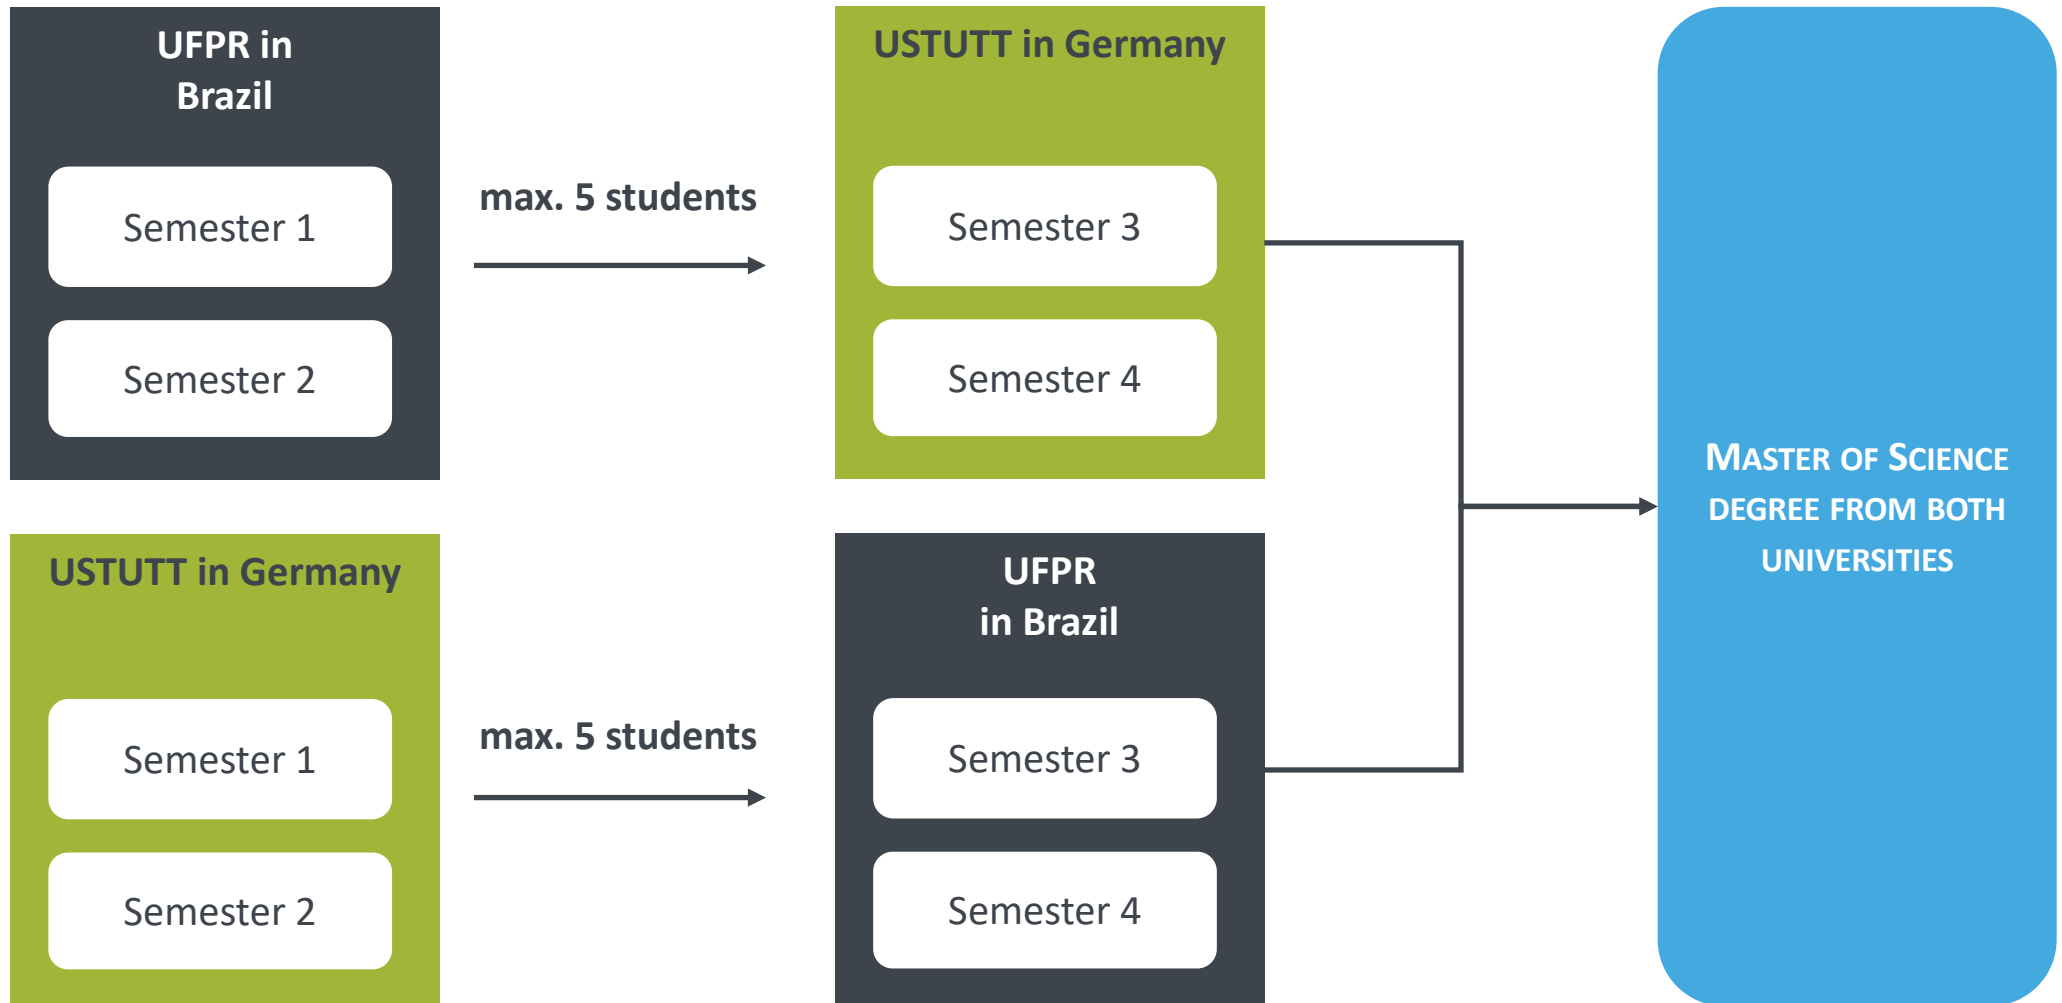 UFPR in
Brazil
Semester 1
Semester 2
max. 5 students
USTUTT in Germany
Semester 3
Semester 4
USTUTT in Germany
Semester 1
Semester 2
max. 5 students
UFPR
in Brazil
Semester 3
Semester 4
MASTER OF SCIENCE
DEGREE FROM BOTH
UNIVERSITIES